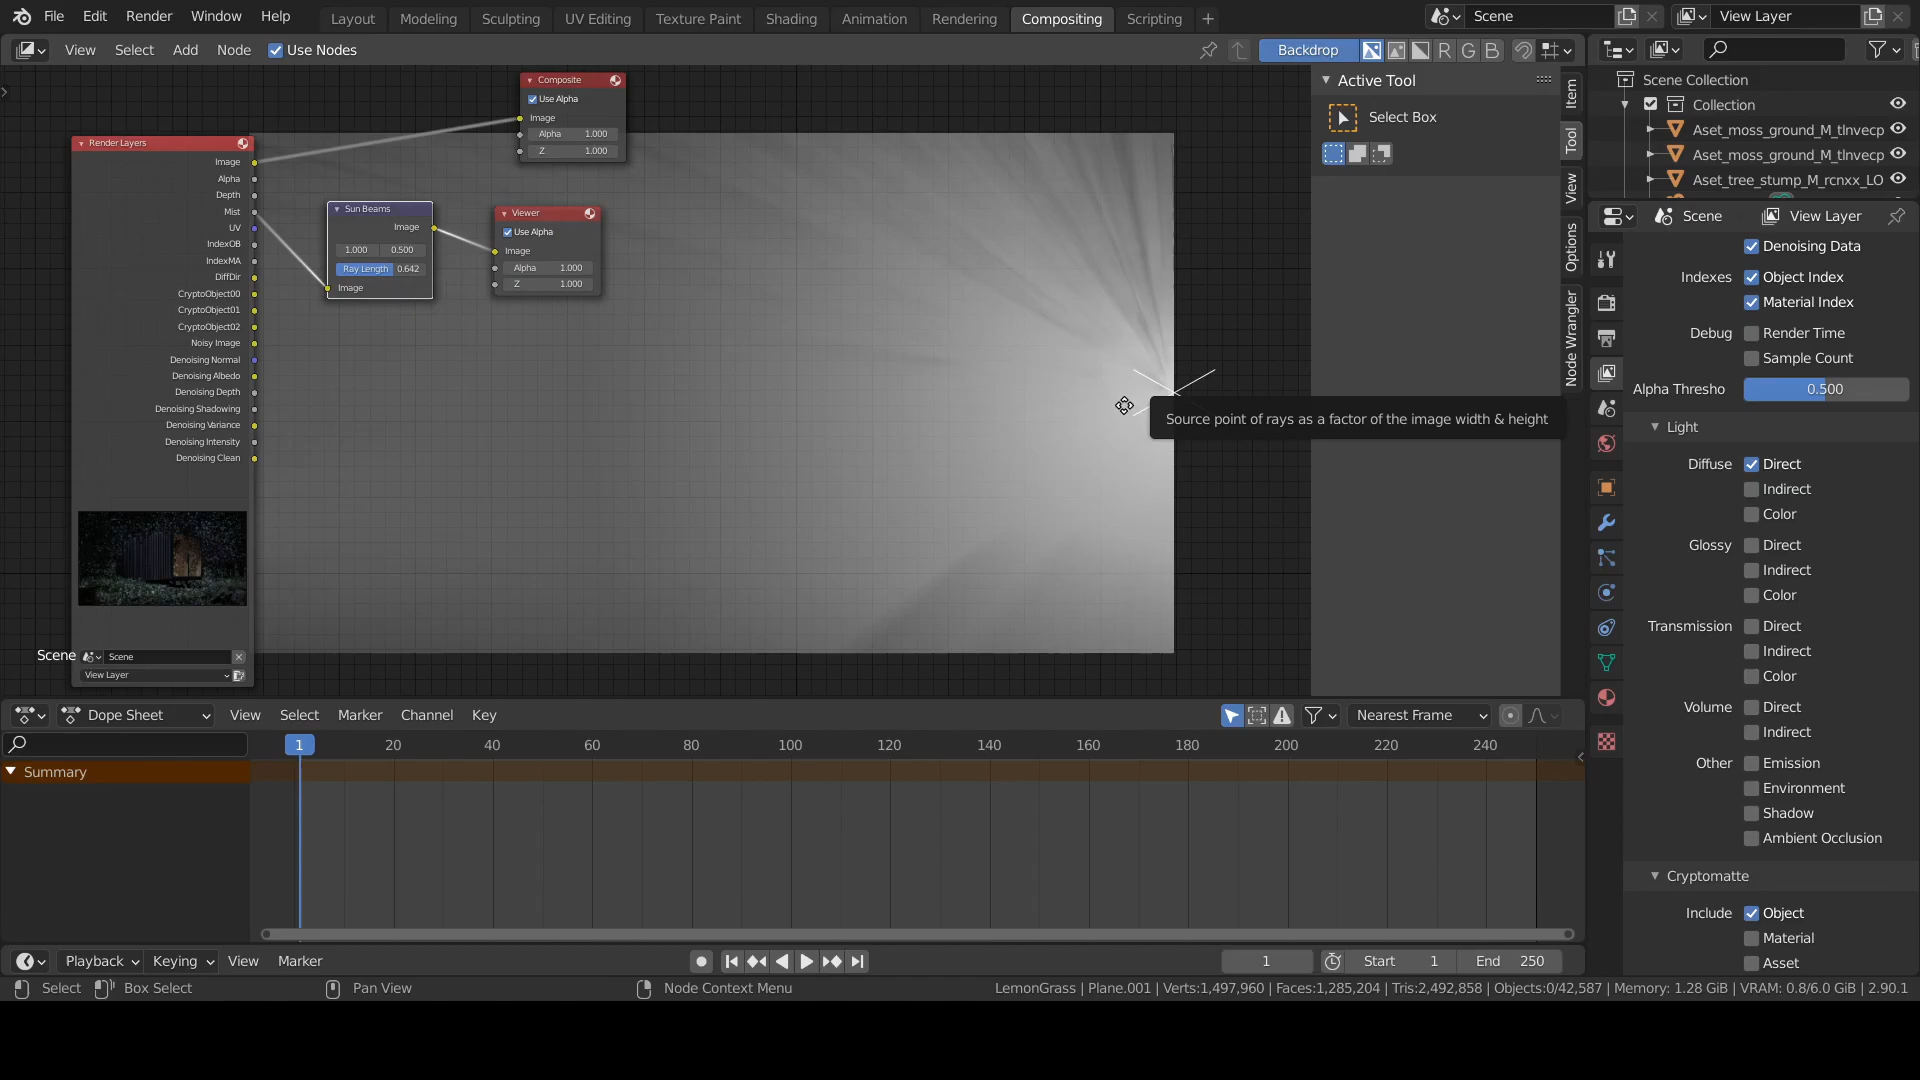 File Edit Render Window Help Layout Modeling Sculpting UV Editing Texture Paint Shading Animation Rendering Compositing Scripting + Scene View Layer
View Select Add Node Use Nodes Backdrop R G B
Composite
Use Alpha
Image
Alpha 1.000
Z 1.000
Render Layers
Image
Alpha
Depth
Mist
UV
IndexOB
IndexMA
DiffDir
CryptoObject00
CryptoObject01
CryptoObject02
Noisy Image
Denoising Normal
Denoising Albedo
Denoising Depth
Denoising Shadowing
Denoising Variance
Denoising Intensity
Denoising Clean
Scene Scene
View Layer
Sun Beams
Image
1.000 0.500
Ray Length 0.642
Image
Viewer
Use Alpha
Image
Alpha 1.000
Z 1.000
Source point of rays as a factor of the image width & height
Active Tool
Select Box
Item
Tool
View
Options
Node Wrangler
Scene Collection
Collection
Aset_moss_ground_M_tlnvecp
Aset_moss_ground_M_tlnvecp
Aset_tree_stump_M_rcnxx_LO
Scene View Layer
Denoising Data
Indexes Object Index
Material Index
Debug Render Time
Sample Count
Alpha Thresho 0.500
Light
Diffuse Direct
Indirect
Color
Glossy Direct
Indirect
Color
Transmission Direct
Indirect
Color
Volume Direct
Indirect
Other Emission
Environment
Shadow
Ambient Occlusion
Cryptomatte
Include Object
Material
Asset
Dope Sheet View Select Marker Channel Key Nearest Frame
1 20 40 60 80 100 120 140 160 180 200 220 240
Summary
Playback Keying View Marker 1 Start 1 End 250
Select Box Select Pan View Node Context Menu LemonGrass | Plane.001 | Verts:1,497,960 | Faces:1,285,204 | Tris:2,492,858 | Objects:0/42,587 | Memory: 1.28 GiB | VRAM: 0.8/6.0 GiB | 2.90.1